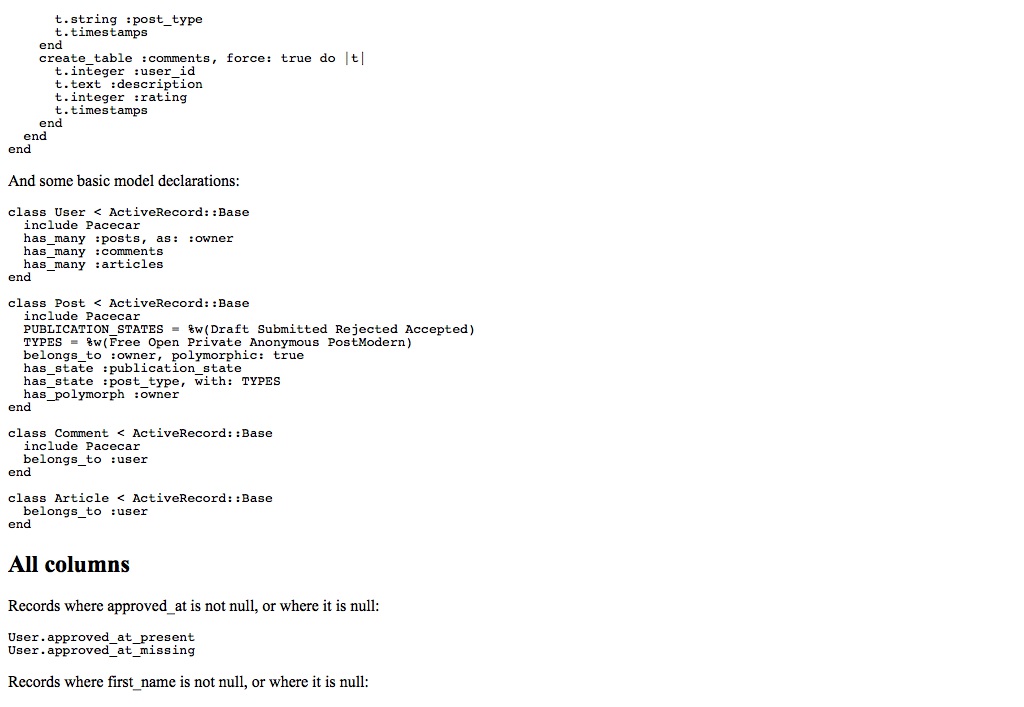 t.string :post_type
      t.timestamps
    end
    create_table :comments, force: true do |t|
      t.integer :user_id
      t.text :description
      t.integer :rating
      t.timestamps
    end
  end
end
And some basic model declarations:
class User < ActiveRecord::Base
  include Pacecar
  has_many :posts, as: :owner
  has_many :comments
  has_many :articles
end
class Post < ActiveRecord::Base
  include Pacecar
  PUBLICATION_STATES = %w(Draft Submitted Rejected Accepted)
  TYPES = %w(Free Open Private Anonymous PostModern)
  belongs_to :owner, polymorphic: true
  has_state :publication_state
  has_state :post_type, with: TYPES
  has_polymorph :owner
end
class Comment < ActiveRecord::Base
  include Pacecar
  belongs_to :user
end
class Article < ActiveRecord::Base
  belongs_to :user
end
All columns
Records where approved_at is not null, or where it is null:
User.approved_at_present
User.approved_at_missing
Records where first_name is not null, or where it is null: